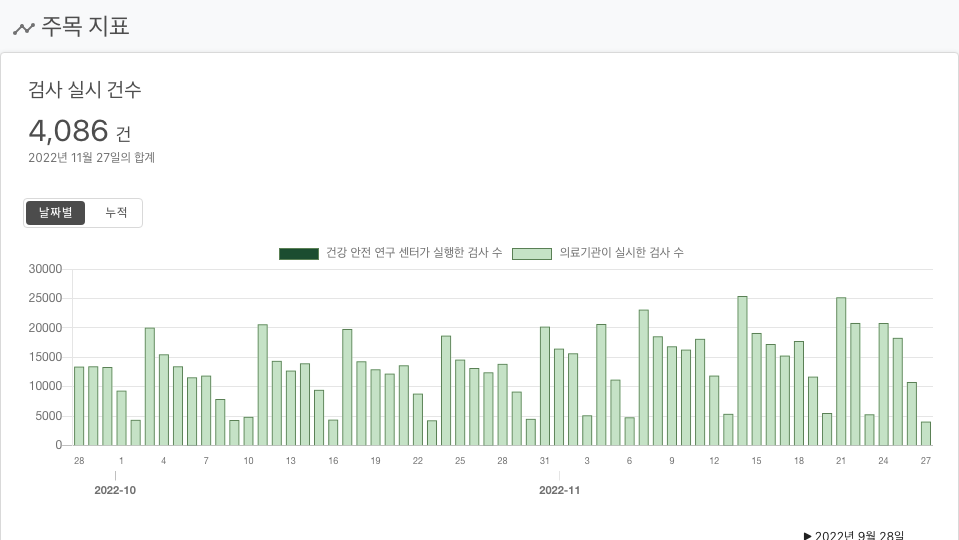 주목 지표
검사 실시 건수
4,086 건
2022년 11월 27일의 합계
날짜별 누적
건강 안전 연구 센터가 실행한 검사 수 의료기관이 실시한 검사 수
30000
25000
20000
15000
10000
5000
0
28 1 4 7 10 13 16 19 22 25 28 31 3 6 9 12 15 18 21 24 27
2022-10 2022-11
▶ 2022년 9월 28일